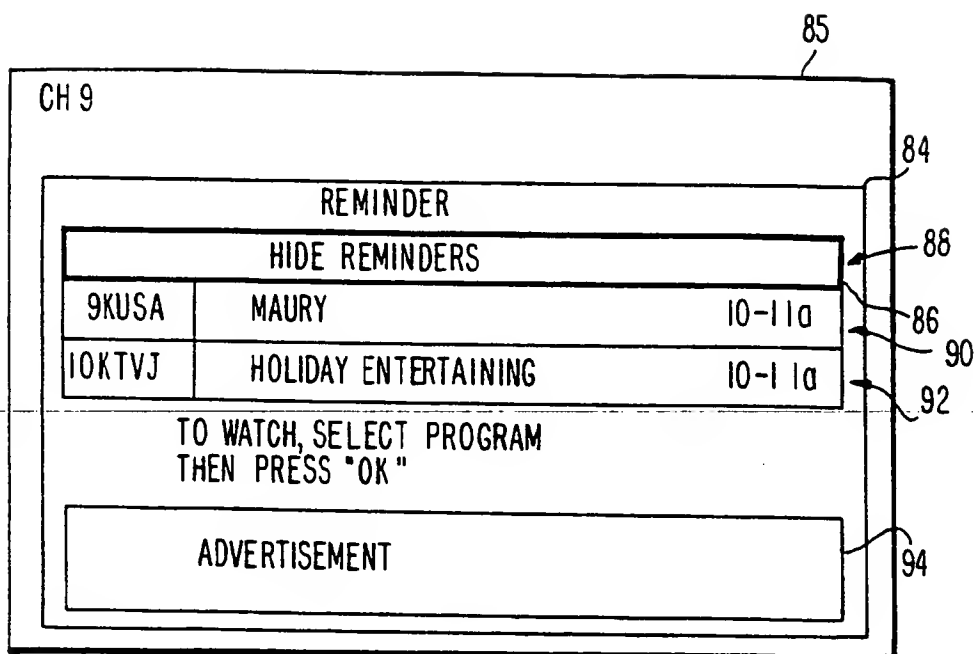 85
CH 9
84
REMINDER
HIDE REMINDERS
88
9KUSA MAURY 10-11a
86
90
10KTVJ HOLIDAY ENTERTAINING 10-11a
92
TO WATCH, SELECT PROGRAM
THEN PRESS "OK"
ADVERTISEMENT
94